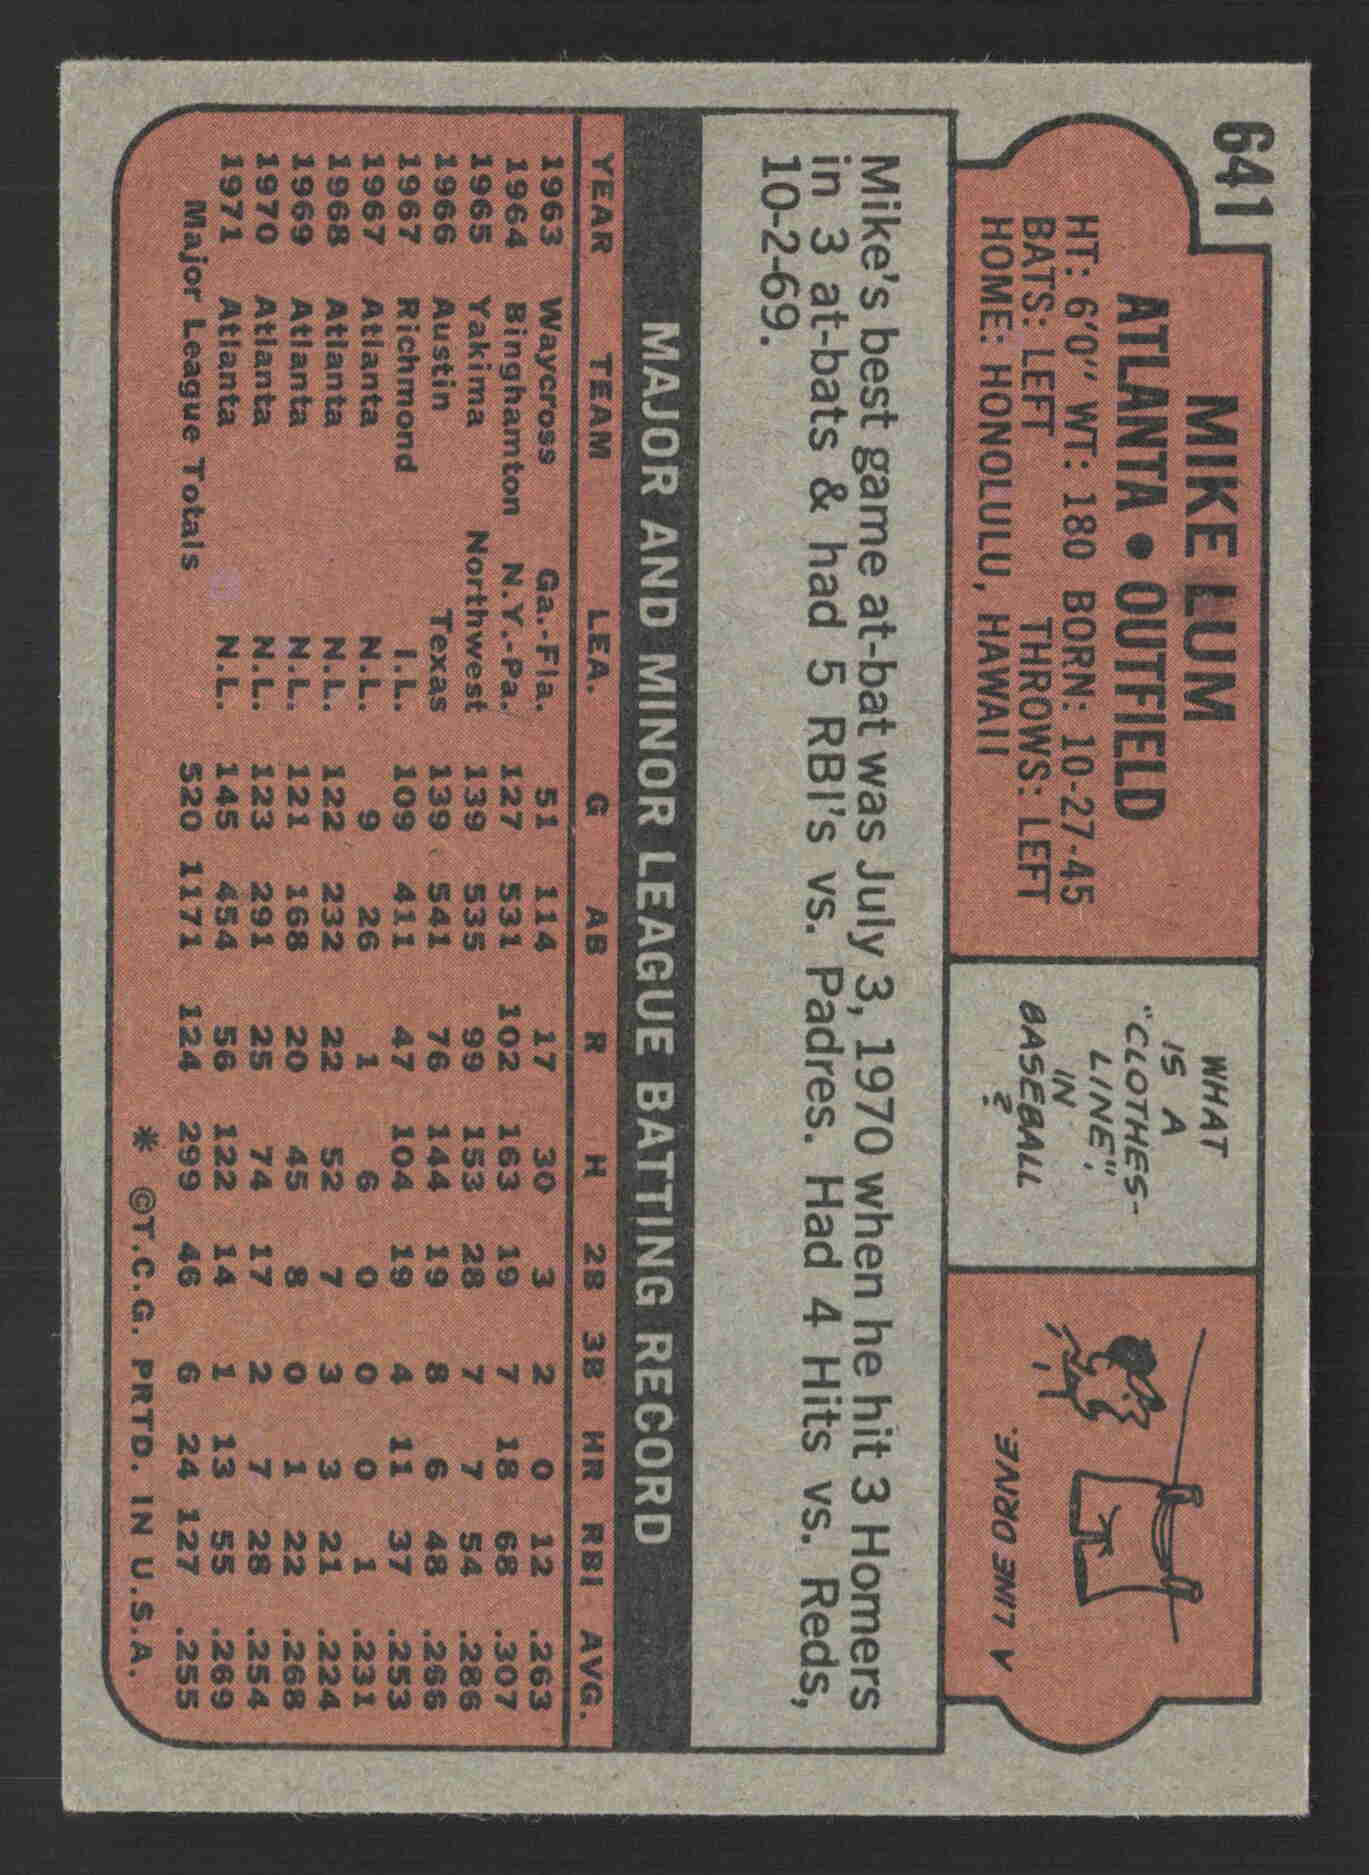 641
MIKE LUM
ATLANTA • OUTFIELD
HT: 6'0" WT: 180 BORN: 10-27-45
BATS: LEFT THROWS: LEFT
HOME: HONOLULU, HAWAII
WHAT
IS A
"CLOTHES-
LINE",
IN
BASEBALL
?
A LINE DRIVE.
Mike's best game at-bat was July 3, 1970 when he hit 3 Homers
in 3 at-bats & had 5 RBI's vs. Padres. Had 4 Hits vs. Reds,
10-2-69.
MAJOR AND MINOR LEAGUE BATTING RECORD
YEAR TEAM LEA. G AB R H 2B 3B HR RBI AVG.
1963 Waycross Ga.-Fla. 51 114 17 30 3 2 0 12 .263
1964 Binghamton N.Y.-Pa. 127 531 102 163 19 7 18 68 .307
1965 Yakima Northwest 139 535 99 153 28 7 7 54 .286
1966 Austin Texas 139 541 76 144 19 8 6 48 .266
1967 Richmond I.L. 109 411 47 104 19 4 11 37 .253
1967 Atlanta N.L. 9 26 1 6 0 0 0 1 .231
1968 Atlanta N.L. 122 232 22 52 7 3 3 21 .224
1969 Atlanta N.L. 121 168 20 45 8 0 1 22 .268
1970 Atlanta N.L. 123 291 25 74 17 2 7 28 .254
1971 Atlanta N.L. 145 454 56 122 14 1 13 55 .269
Major League Totals 520 1171 124 299 46 6 24 127 .255
* ©T.C.G. PRTD. IN U.S.A.